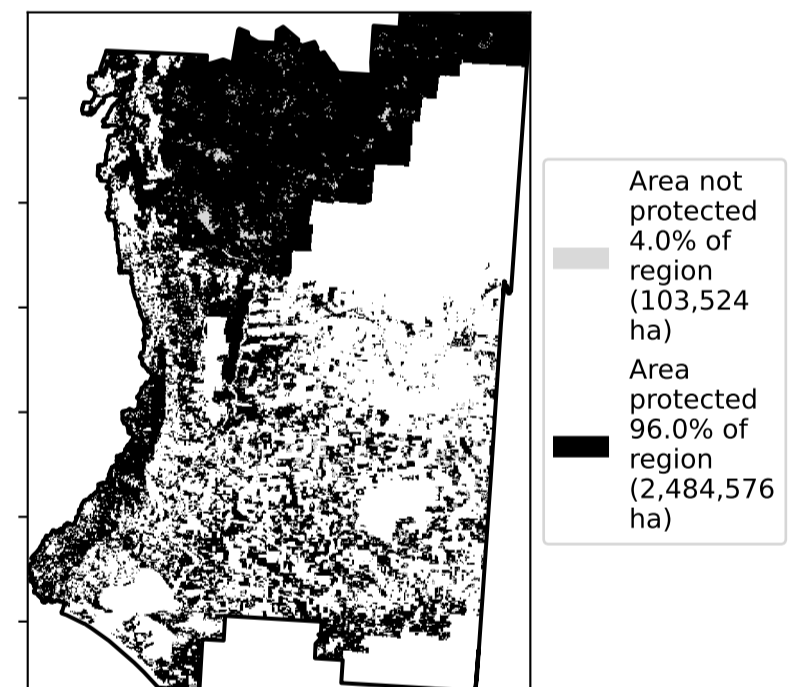 Area not
protected
4.0% of
region
(103,524
ha)
Area
protected
96.0% of
region
(2,484,576
ha)